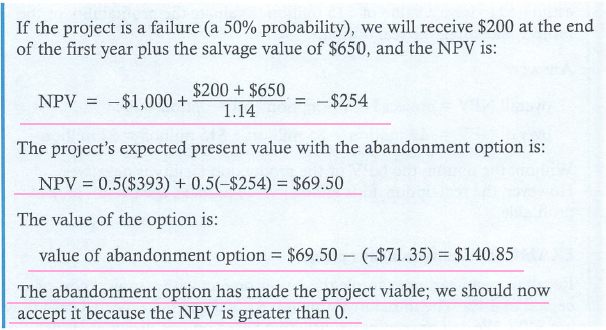 If the project is a failure (a 50% probability), we will receive $200 at the end
of the first year plus the salvage value of $650, and the NPV is:
NPV = −$1,000 + $200 + $650 / 1.14 = −$254
The project's expected present value with the abandonment option is:
NPV = 0.5($393) + 0.5(−$254) = $69.50
The value of the option is:
value of abandonment option = $69.50 − (−$71.35) = $140.85
The abandonment option has made the project viable; we should now
accept it because the NPV is greater than 0.